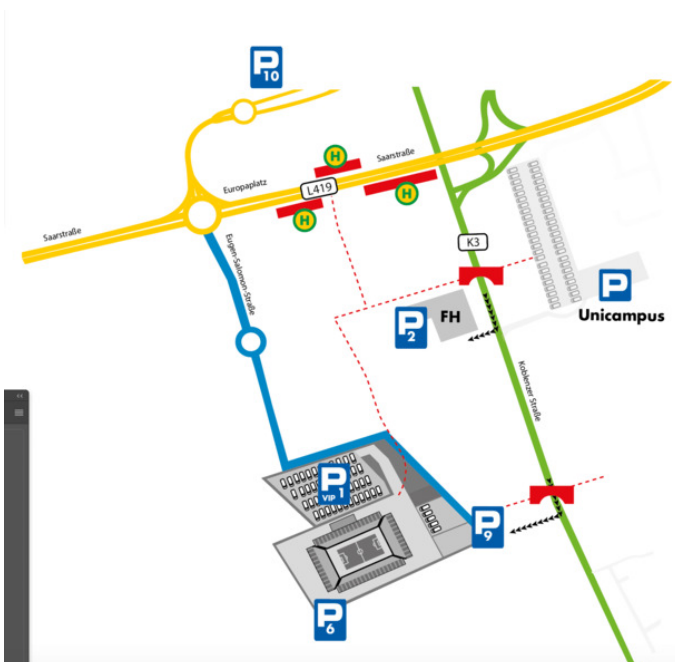 P
10
H
Saarstraße
Europaplatz
L419
H
H
Saarstraße
Eugen-Salomon-Straße
K3
P
Unicampus
P
2
FH
Koblenzer Straße
P
VIP 1
P
9
P
6